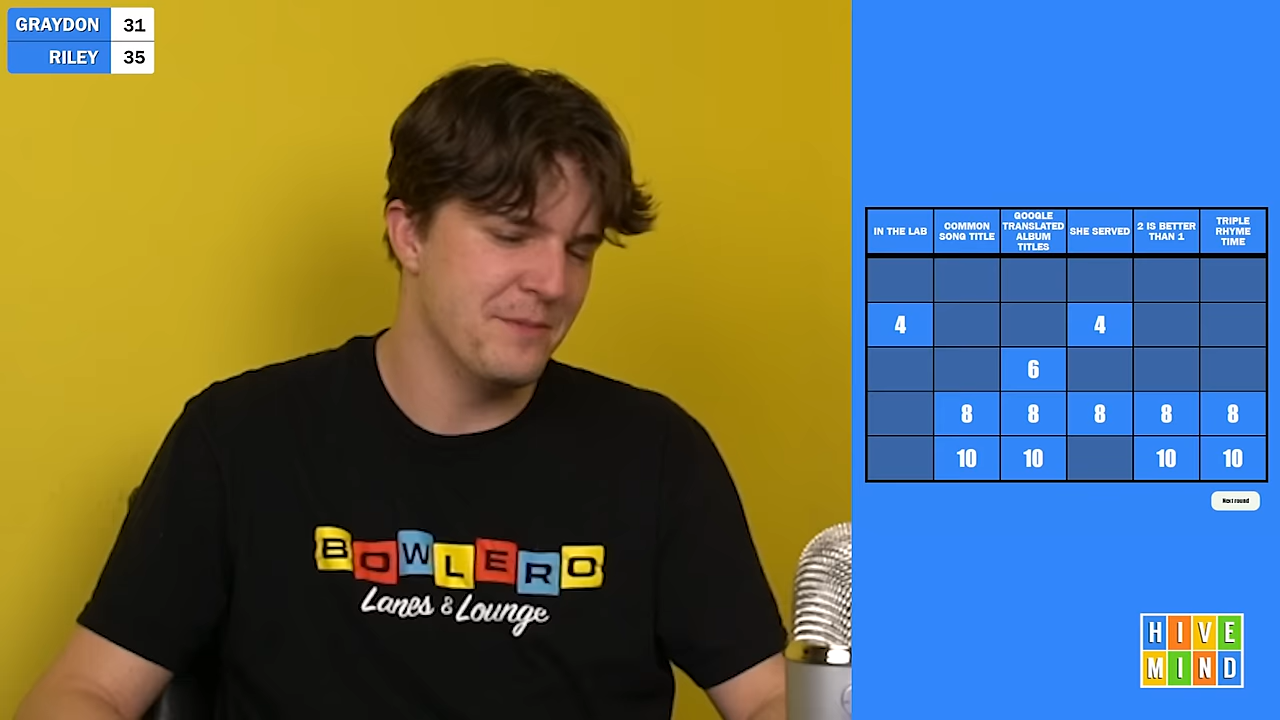 GRAYDON 31
RILEY 35
IN THE LAB
COMMON
SONG TITLE
GOOGLE
TRANSLATED
ALBUM
TITLES
SHE SERVED
2 IS BETTER
THAN 1
TRIPLE
RHYME
TIME
4 4
6
8 8 8 8 8
10 10 10 10
Next round
BOWLERO
Lanes & Lounge
HIVE
MIND